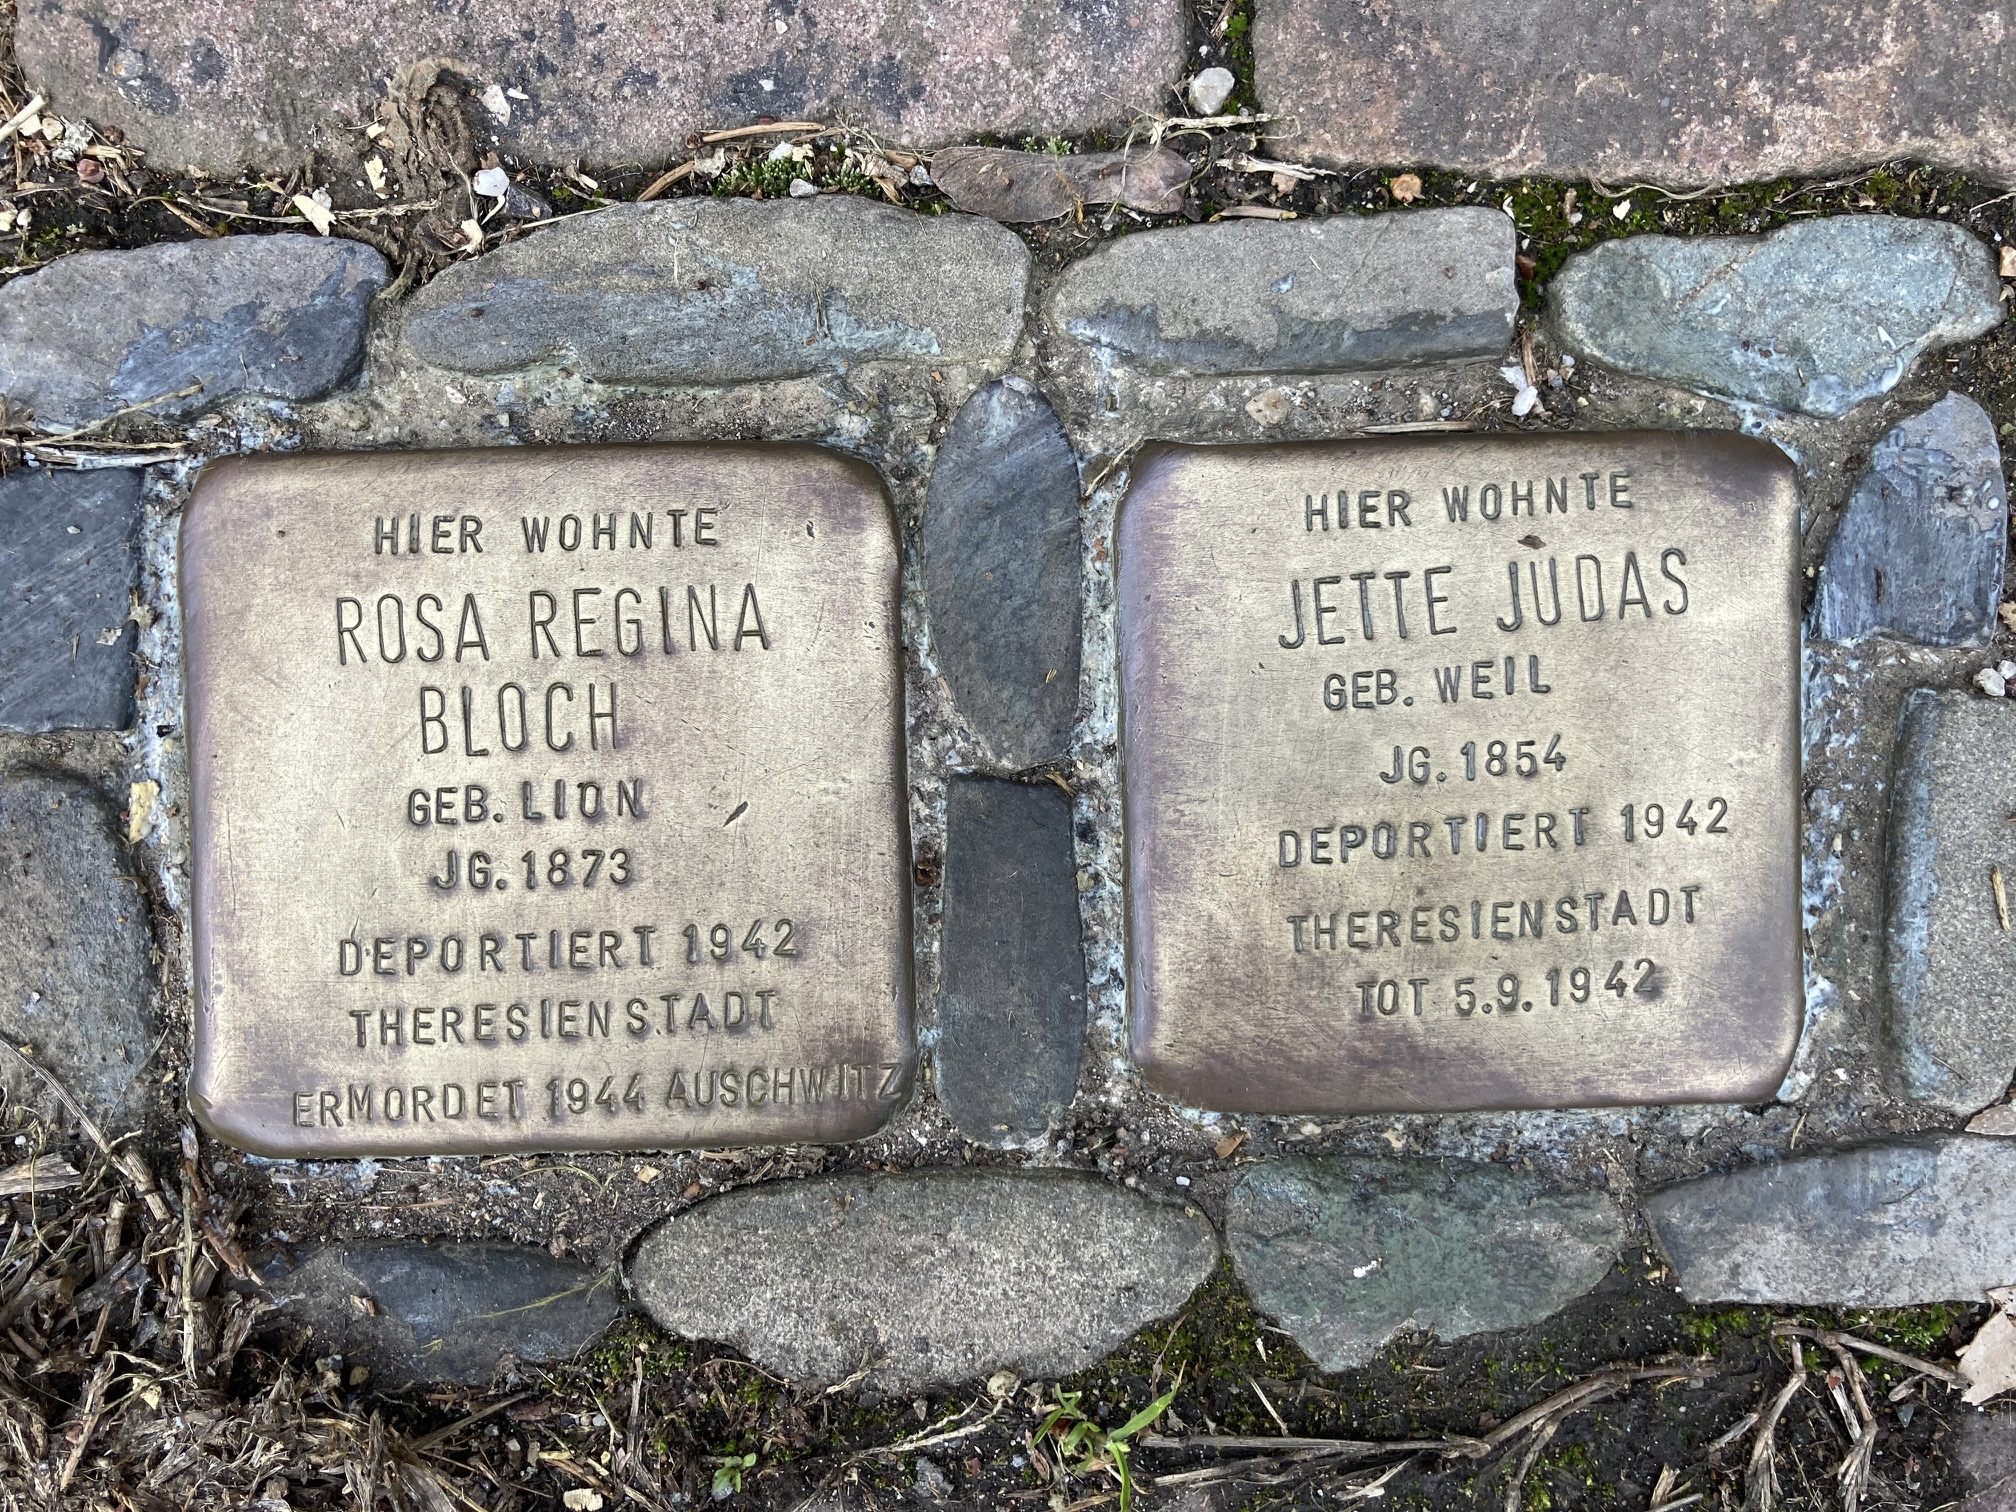 HIER WOHNTE
ROSA REGINA
BLOCH
GEB. LION
JG. 1873
DEPORTIERT 1942
THERESIENSTADT
ERMORDET 1944 AUSCHWITZ
HIER WOHNTE
JETTE JUDAS
GEB. WEIL
JG. 1854
DEPORTIERT 1942
THERESIENSTADT
TOT 5.9.1942